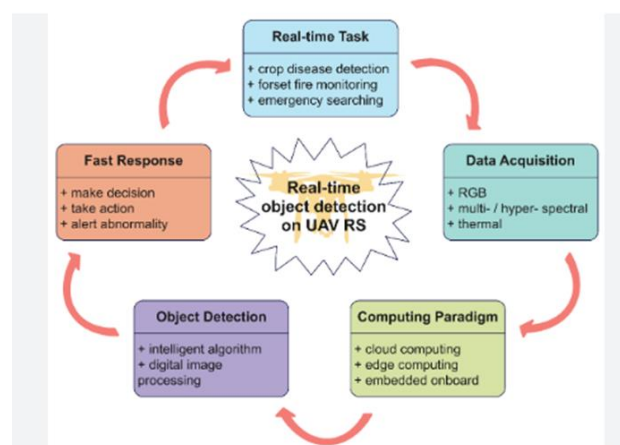 Real-time Task
+ crop disease detection
+ forset fire monitoring
+ emergency searching
Data Acquisition
+ RGB
+ multi- / hyper- spectral
+ thermal
Computing Paradigm
+ cloud computing
+ edge computing
+ embedded onboard
Object Detection
+ intelligent algorithm
+ digital image
processing
Fast Response
+ make decision
+ take action
+ alert abnormality
Real-time
object detection
on UAV RS